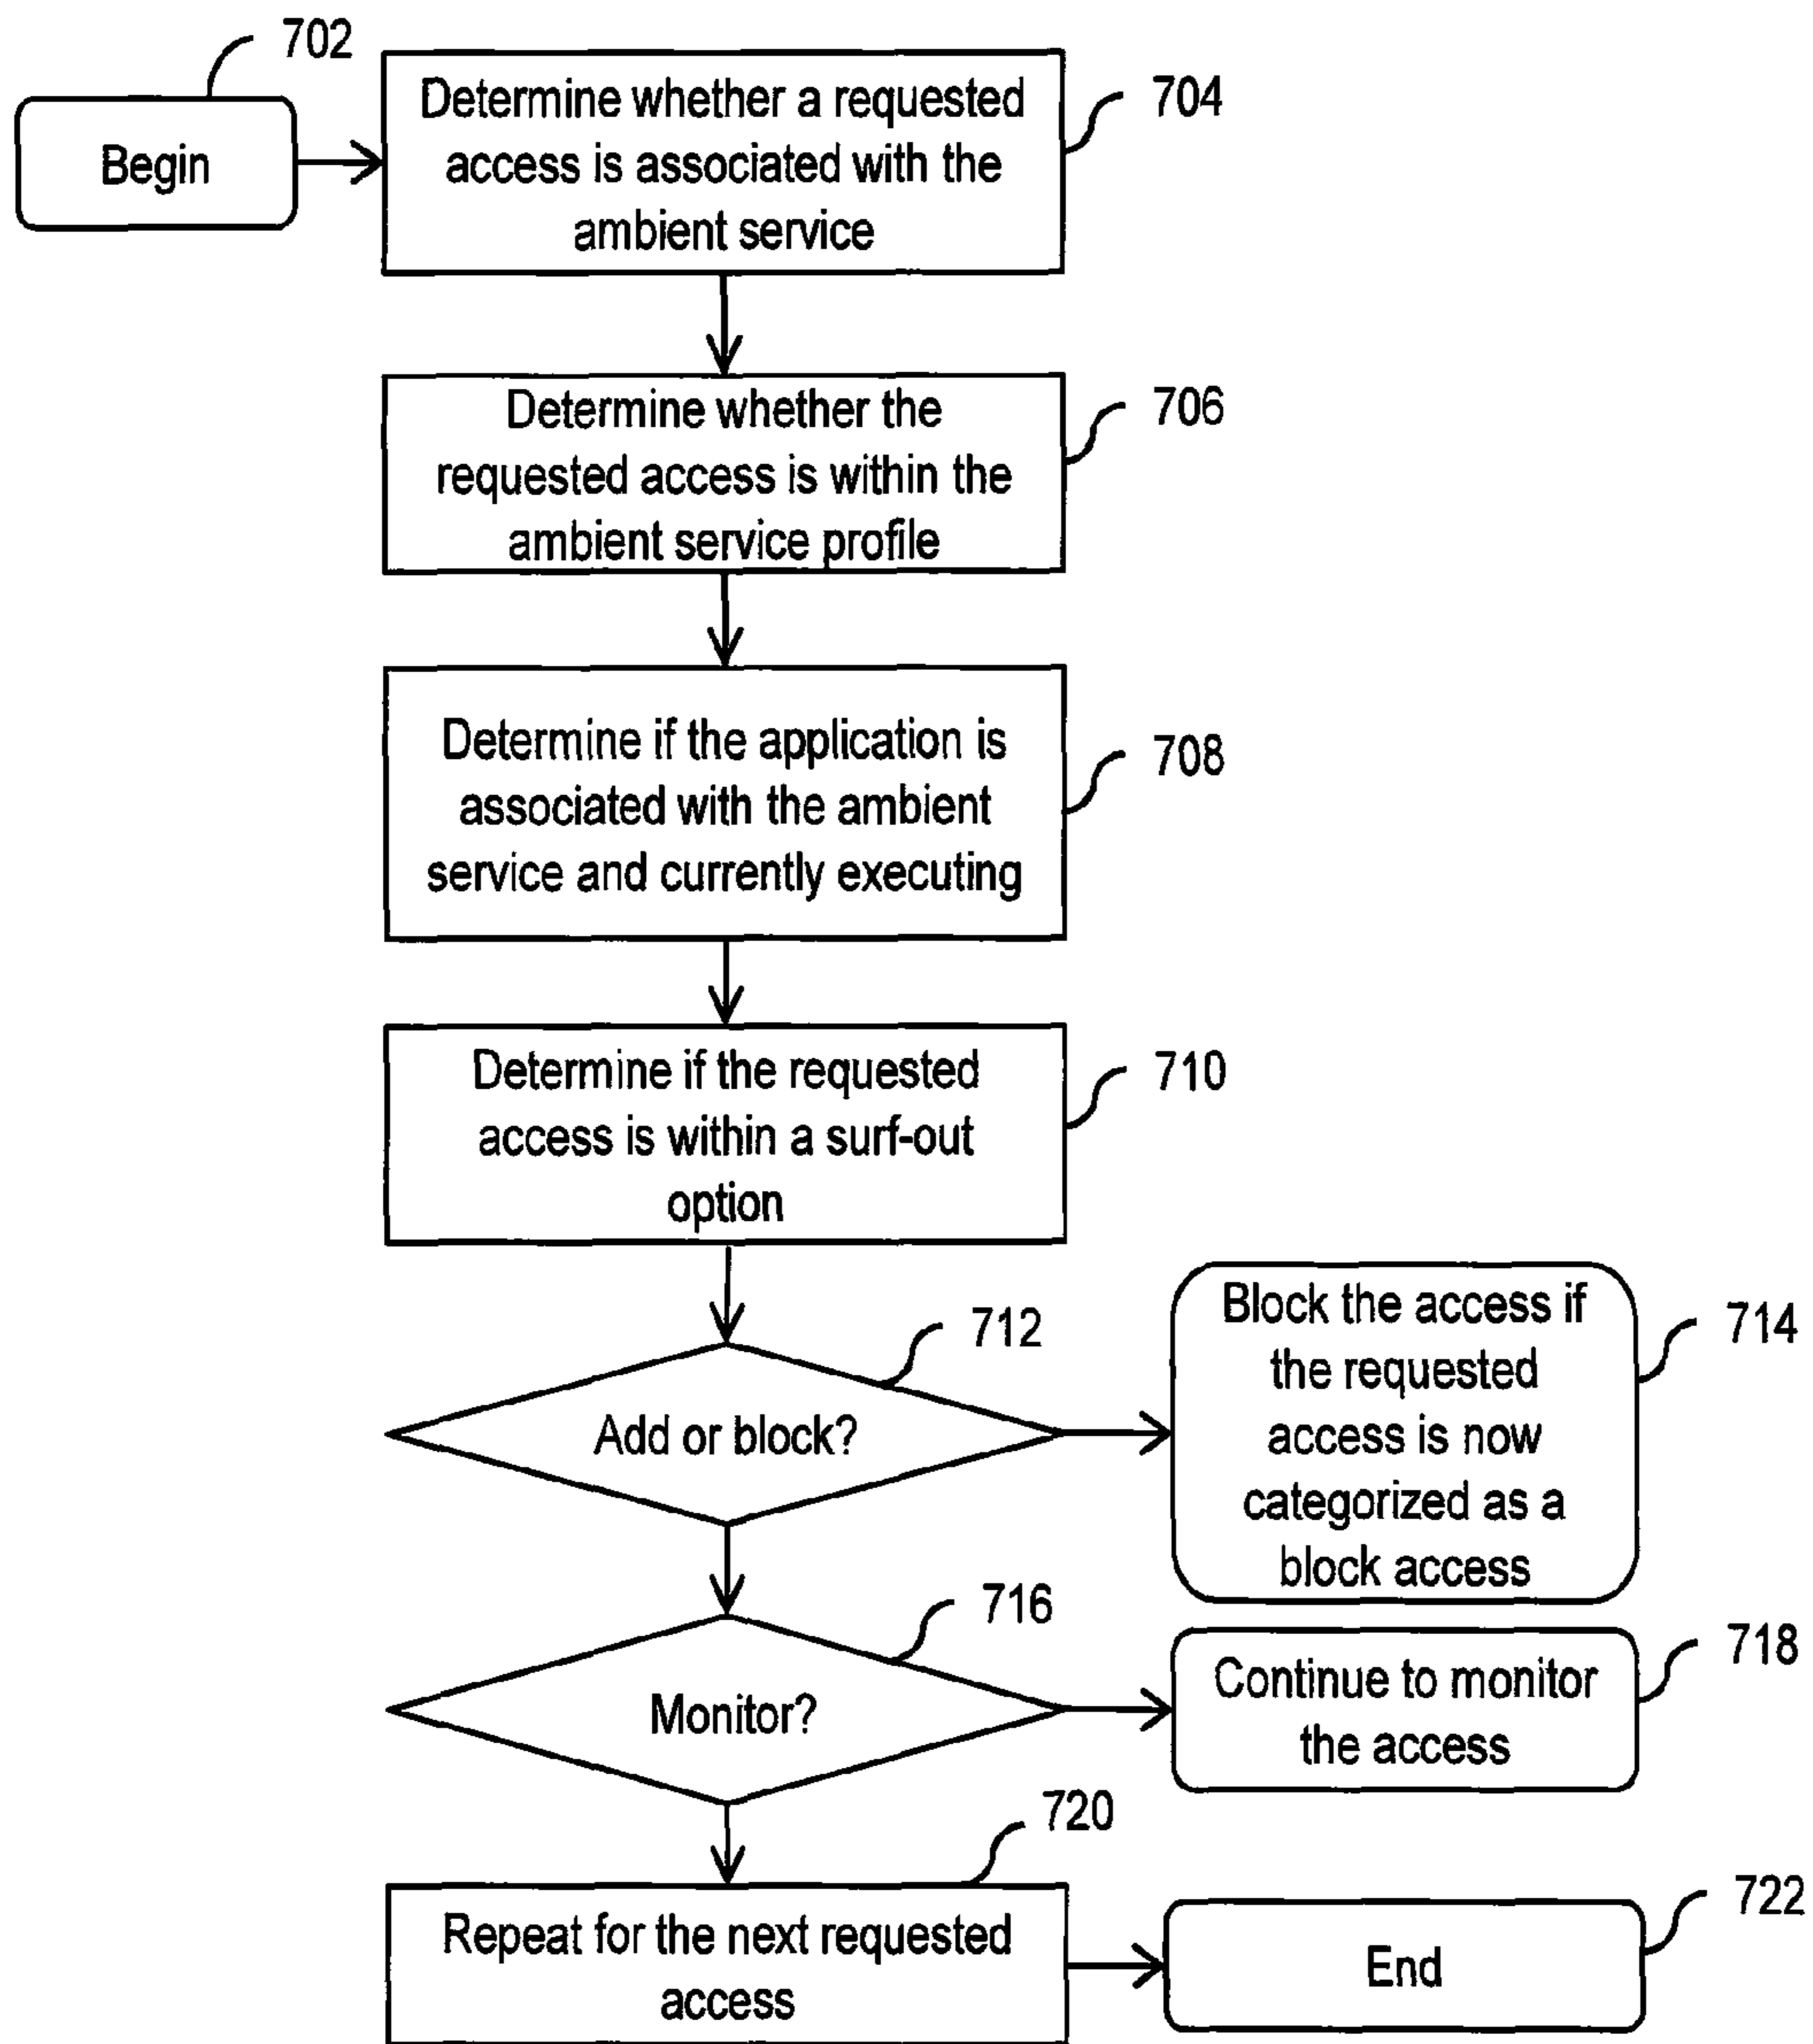 702
Begin
Determine whether a requested
access is associated with the
ambient service
704
Determine whether the
requested access is within the
ambient service profile
706
Determine if the application is
associated with the ambient
service and currently executing
708
Determine if the requested
access is within a surf-out
option
710
712
Add or block?
Block the access if
the requested
access is now
categorized as a
block access
714
716
Monitor?
Continue to monitor
the access
718
720
Repeat for the next requested
access
End
722